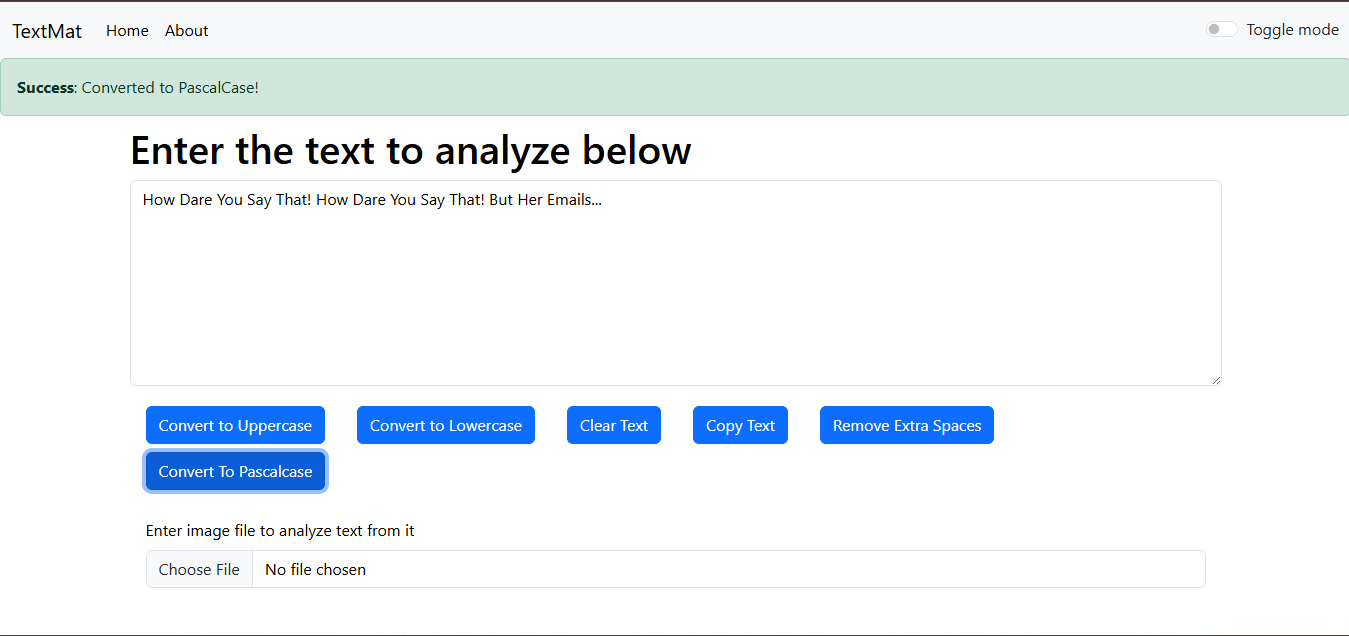 TextMat Home About Toggle mode
Success: Converted to PascalCase!
Enter the text to analyze below
How Dare You Say That! How Dare You Say That! But Her Emails...
Convert to Uppercase Convert to Lowercase Clear Text Copy Text Remove Extra Spaces
Convert To Pascalcase
Enter image file to analyze text from it
Choose File No file chosen